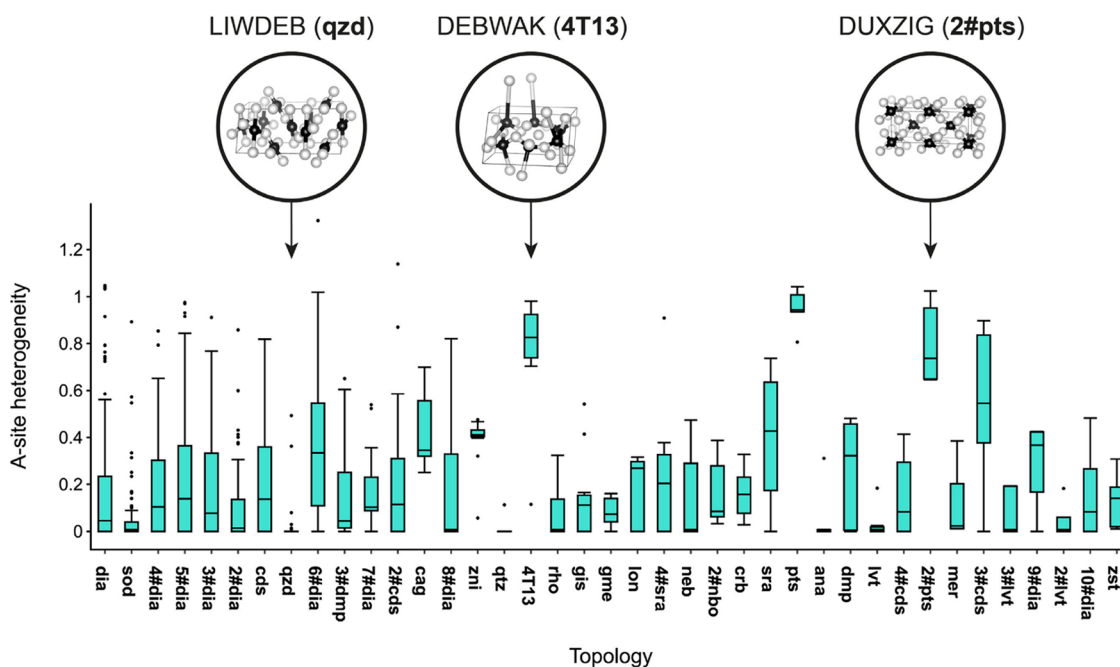 LIWDEB (qzd)
DEBWAK (4T13)
DUXZIG (2#pts)
A-site heterogeneity
1.2
1
0.8
0.6
0.4
0.2
0
dia
sod
4#dia
5#dia
3#dia
2#dia
cds
qzd
6#dia
3#dmp
7#dia
2#cds
cag
8#dia
zni
qtz
4T13
rho
gis
gme
lon
4#sra
neb
2#nbo
crb
sra
pts
ana
dmp
lvt
4#cds
2#pts
mer
3#cds
3#lvt
9#dia
2#lvt
10#dia
zst
Topology